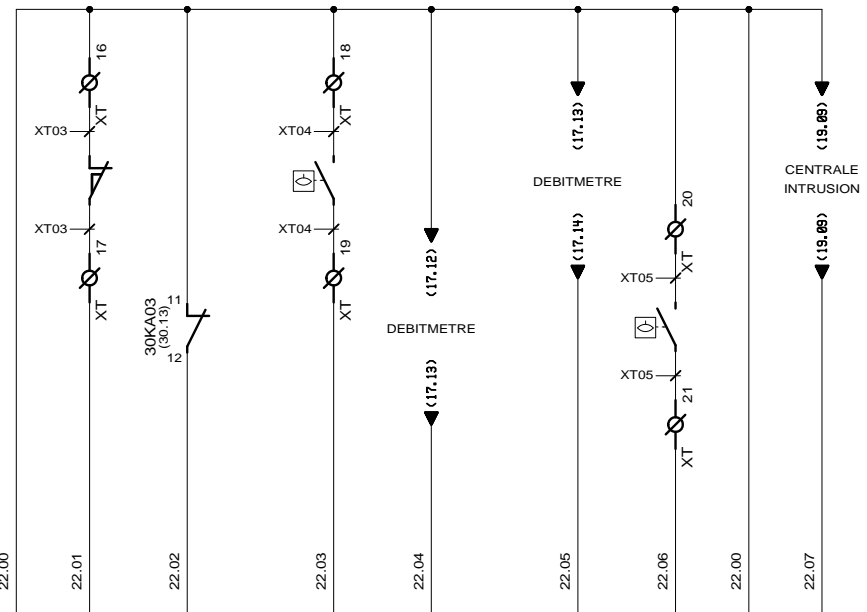 16
XT
XT03
XT03
17
XT
30KA03
(30.13)
11
12
18
XT
XT04
XT04
19
XT
(17.12)
DEBITMETRE
(17.13)
(17.13)
DEBITMETRE
(17.14)
20
XT
XT05
XT05
21
XT
(19.09)
CENTRALE
INTRUSION
(19.09)
22.00
22.01
22.02
22.03
22.04
22.05
22.06
22.00
22.07